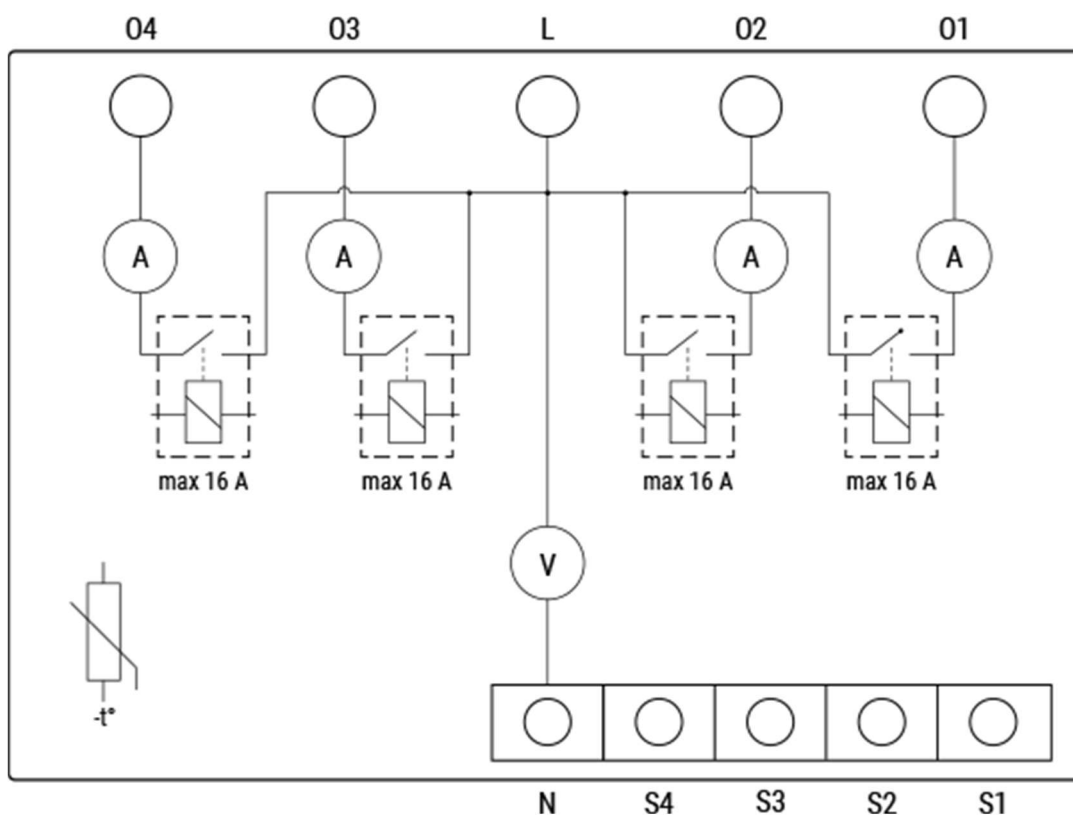 O4 O3 L O2 O1
A A A A
max 16 A max 16 A max 16 A max 16 A
V
-t°
N S4 S3 S2 S1